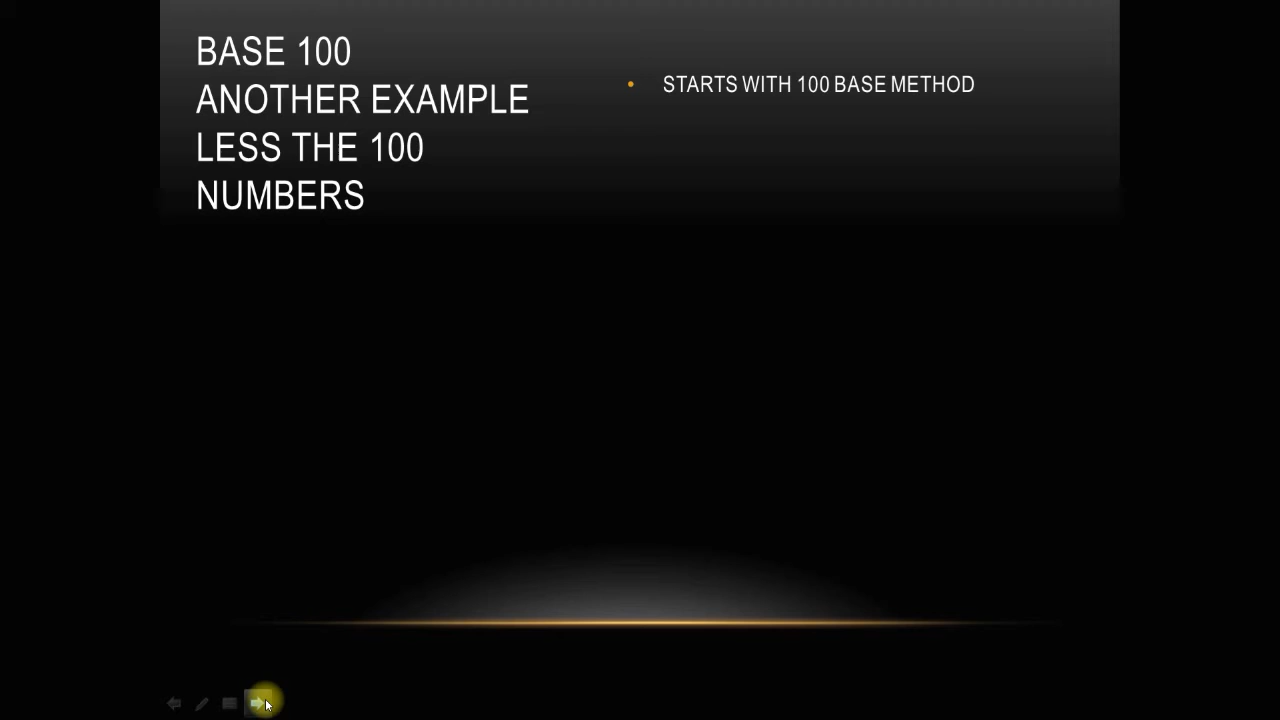 BASE 100
ANOTHER EXAMPLE
LESS THE 100
NUMBERS
• STARTS WITH 100 BASE METHOD